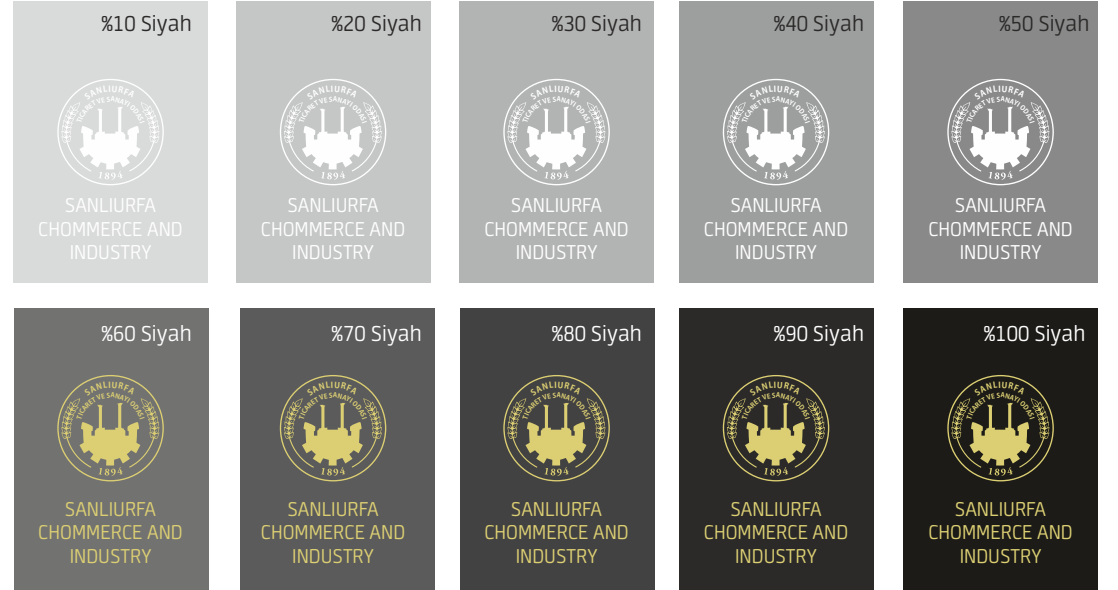 %10 Siyah
SANLIURFA
TİCARET VE SANAYİ ODASI
1894
SANLIURFA
CHOMMERCE AND
INDUSTRY
%20 Siyah
SANLIURFA
TİCARET VE SANAYİ ODASI
1894
SANLIURFA
CHOMMERCE AND
INDUSTRY
%30 Siyah
SANLIURFA
TİCARET VE SANAYİ ODASI
1894
SANLIURFA
CHOMMERCE AND
INDUSTRY
%40 Siyah
SANLIURFA
TİCARET VE SANAYİ ODASI
1894
SANLIURFA
CHOMMERCE AND
INDUSTRY
%50 Siyah
SANLIURFA
TİCARET VE SANAYİ ODASI
1894
SANLIURFA
CHOMMERCE AND
INDUSTRY
%60 Siyah
SANLIURFA
TİCARET VE SANAYİ ODASI
1894
SANLIURFA
CHOMMERCE AND
INDUSTRY
%70 Siyah
SANLIURFA
TİCARET VE SANAYİ ODASI
1894
SANLIURFA
CHOMMERCE AND
INDUSTRY
%80 Siyah
SANLIURFA
TİCARET VE SANAYİ ODASI
1894
SANLIURFA
CHOMMERCE AND
INDUSTRY
%90 Siyah
SANLIURFA
TİCARET VE SANAYİ ODASI
1894
SANLIURFA
CHOMMERCE AND
INDUSTRY
%100 Siyah
SANLIURFA
TİCARET VE SANAYİ ODASI
1894
SANLIURFA
CHOMMERCE AND
INDUSTRY